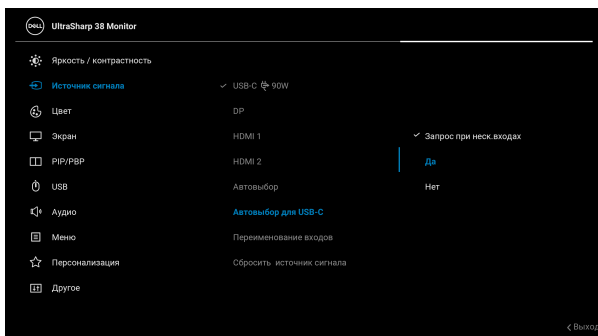 DELL UltraSharp 38 Monitor
Яркость / контрастность
Источник сигнала
USB-C 90W
Цвет
DP
Экран
HDMI 1
Запрос при неск.входах
PIP/PBP
HDMI 2
Да
USB
Автовыбор
Нет
Аудио
Автовыбор для USB-C
Меню
Переименование входов
Персонализация
Сбросить источник сигнала
Другое
Выход